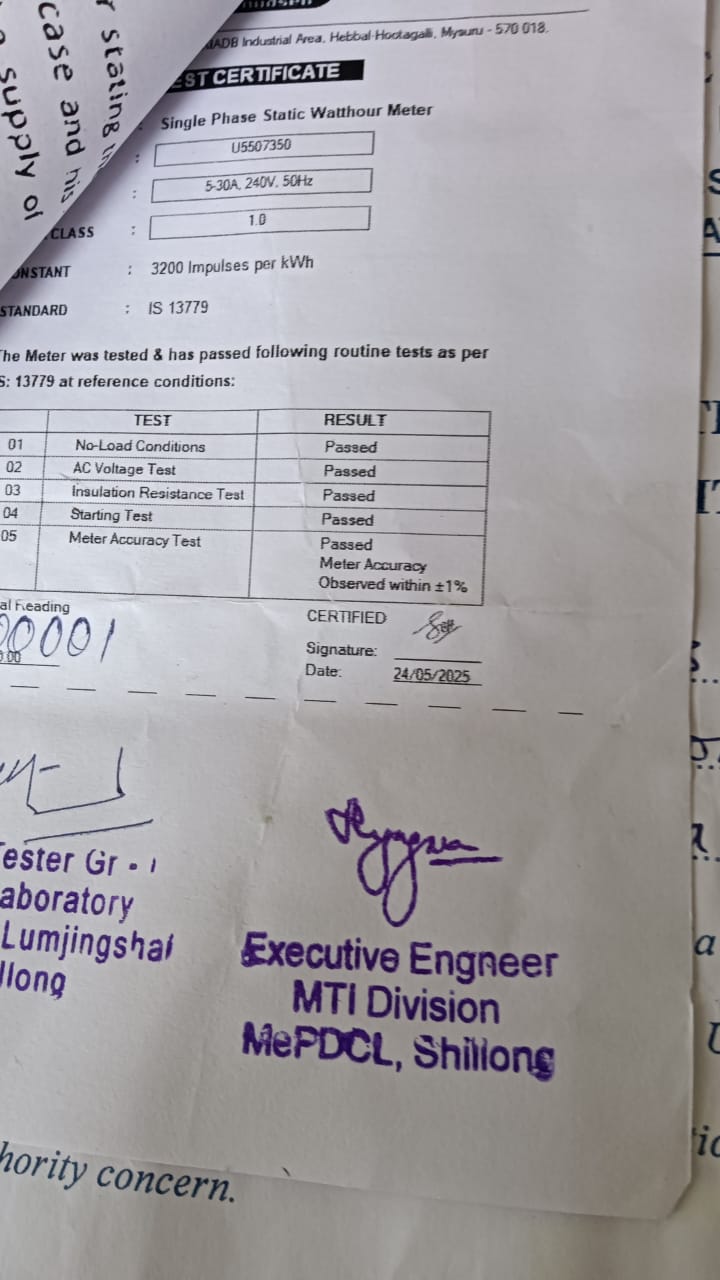 r stating th
case and his
supply of
IADB Industrial Area, Hebbal-Hootagalli, Mysuru - 570 018.
EST CERTIFICATE
: Single Phase Static Watthour Meter
: U5507350
: 5-30A, 240V, 50Hz
CLASS : 1.0
ONSTANT : 3200 Impulses per kWh
STANDARD : IS 13779
The Meter was tested & has passed following routine tests as per
S: 13779 at reference conditions:
TEST RESULT
01 No-Load Conditions Passed
02 AC Voltage Test Passed
03 Insulation Resistance Test Passed
04 Starting Test Passed
05 Meter Accuracy Test Passed
Meter Accuracy
Observed within ±1%
al Reading
00001
0.00
CERTIFIED
Signature:
Date: 24/05/2025
ester Gr - I
aboratory
Lumjingshai
llong
Executive Engneer
MTI Division
MePDCL, Shillong
hority concern.